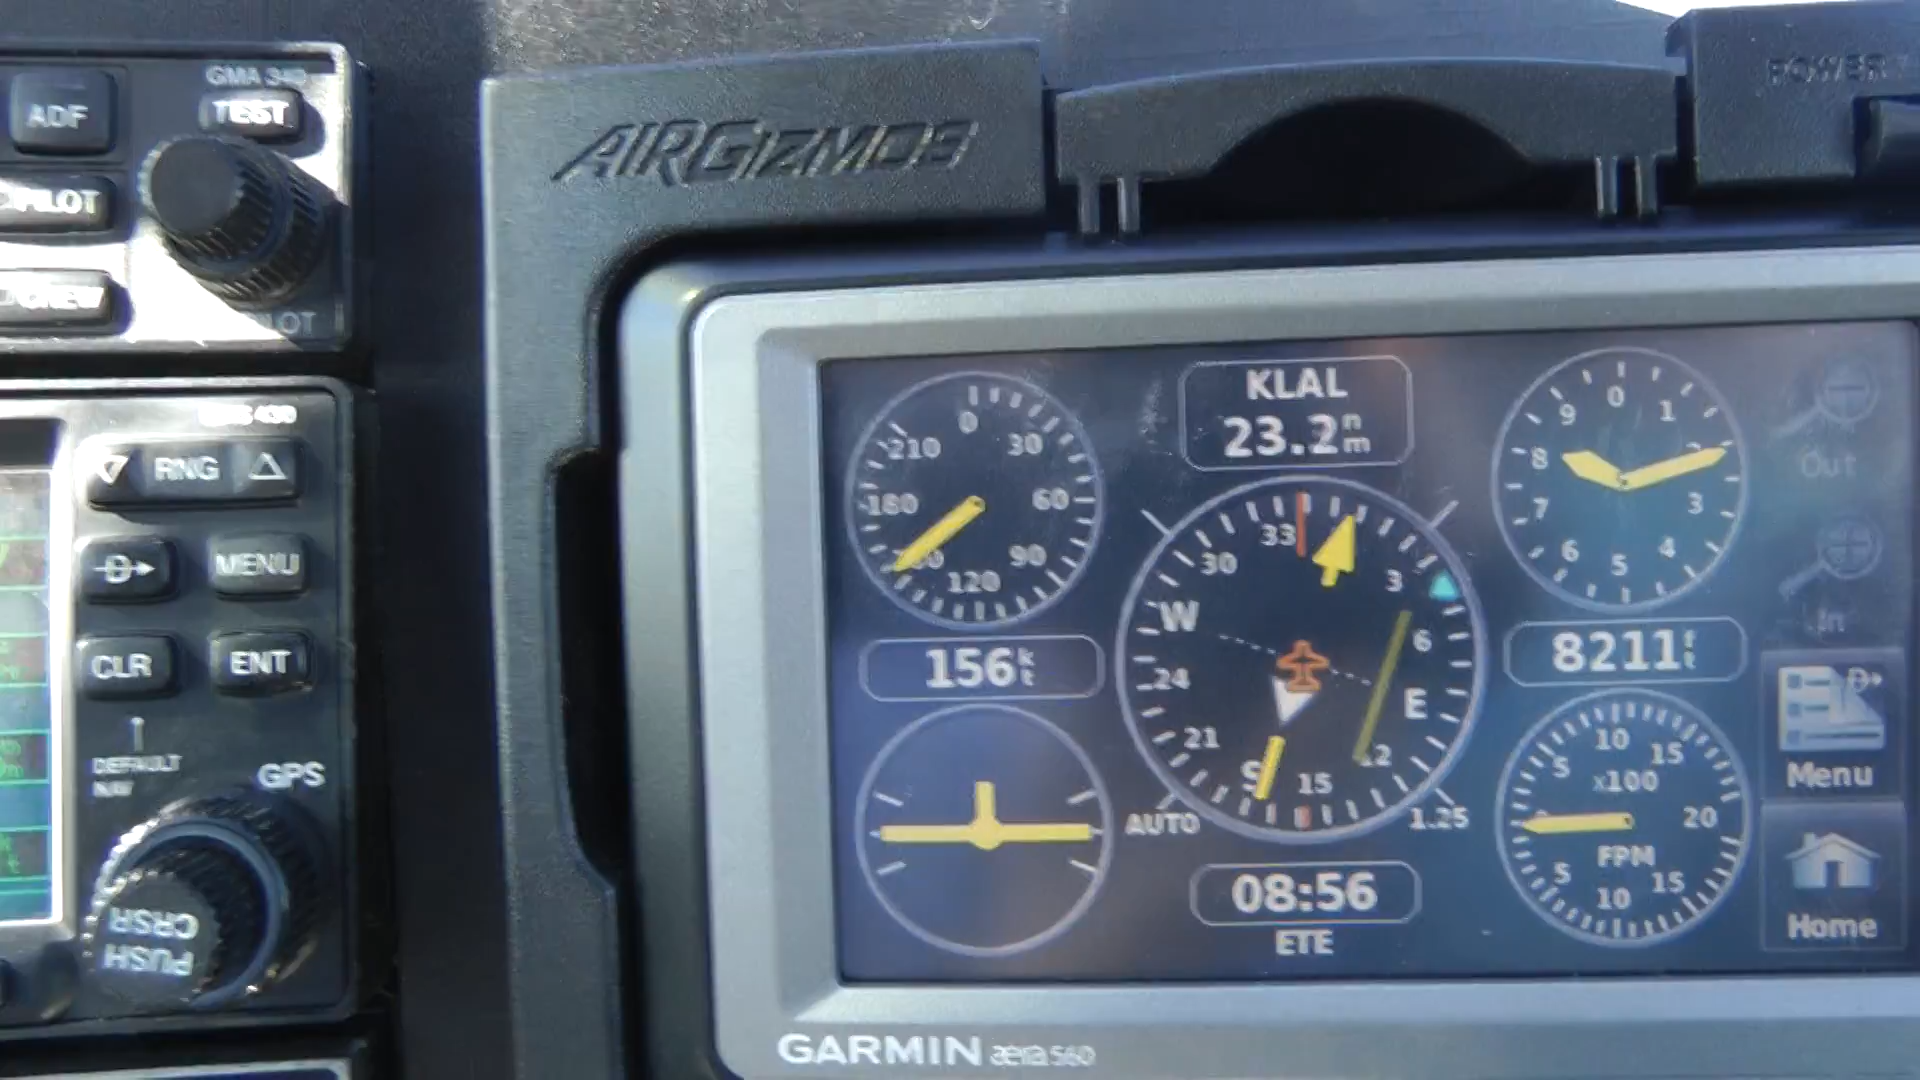 GMA 340
ADF
TEST
PILOT
CREW
RNG
MENU
CLR
ENT
DEFAULT
NAV
GPS
PUSH
CRSR
AIRGIZMOS
POWER
KLAL
23.2 nm
0
30
60
90
120
180
210
156 kt
33
3
6
E
12
15
S
21
24
W
30
AUTO
1.25
08:56
ETE
0
1
2
3
4
5
6
7
8
9
8211 ft
5
10
15
x100
20
FPM
5
10
15
Out
In
Menu
Home
GARMIN aera 560